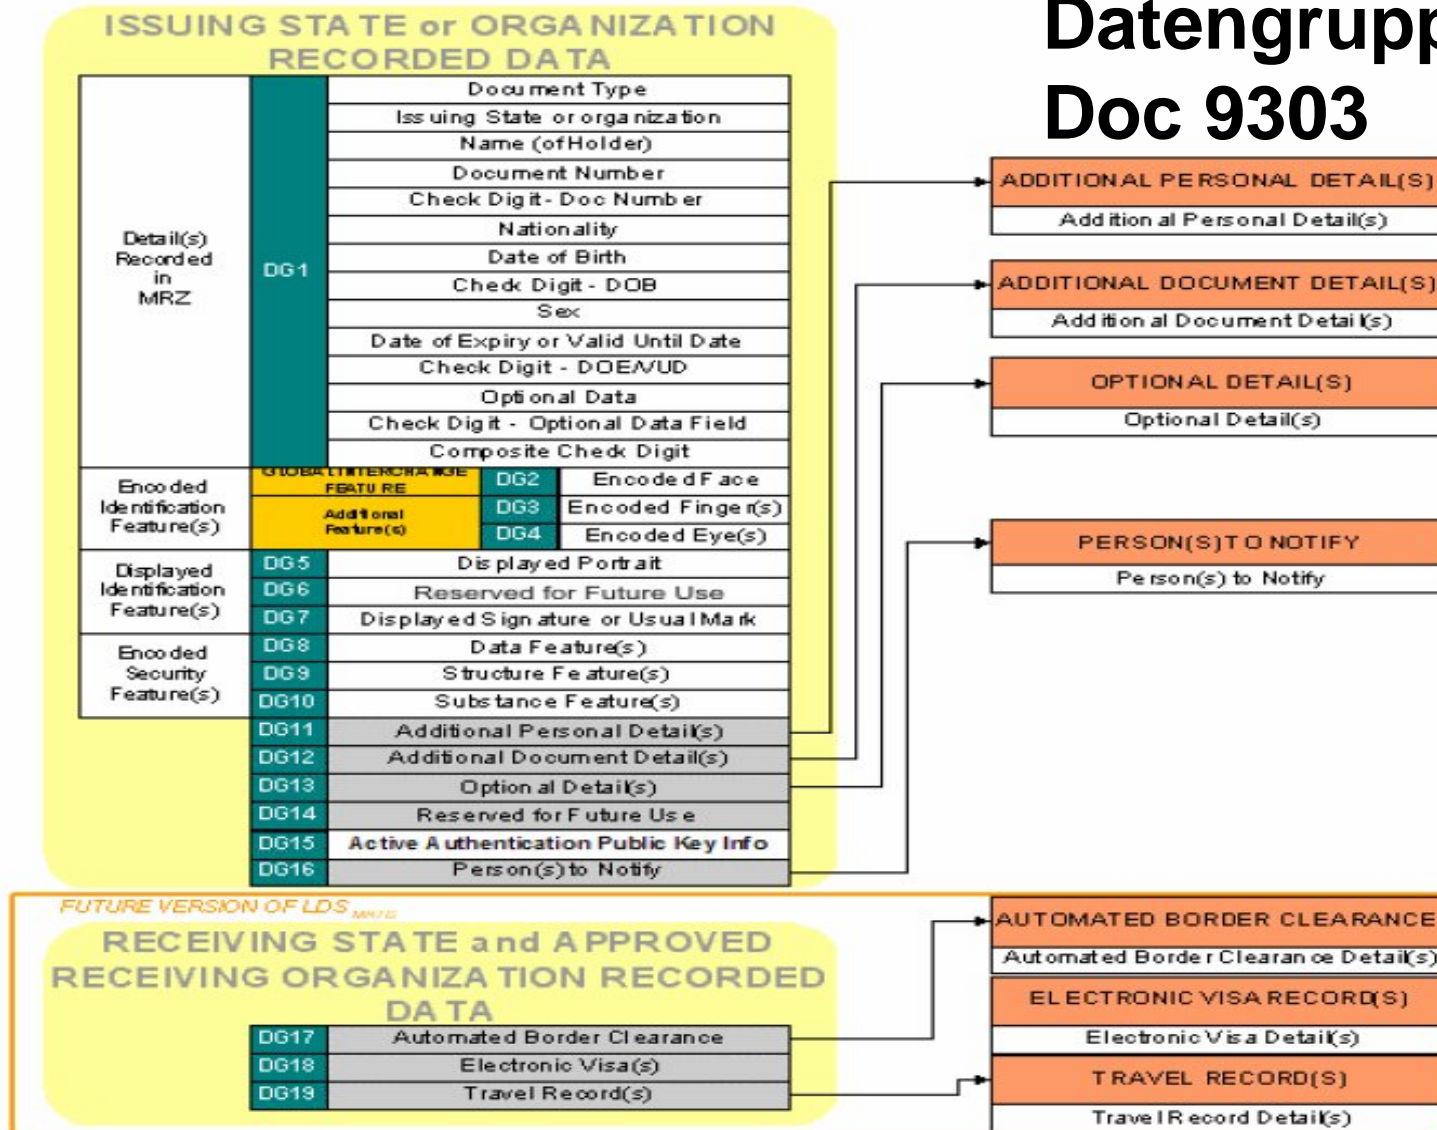 Datengrupp
Doc 9303
ISSUING STATE or ORGANIZATION
RECORDED DATA
Detail(s)
Recorded
in
MRZ
DG1
Document Type
Issuing State or organization
Name (of Holder)
Document Number
Check Digit- Doc Number
Nationality
Date of Birth
Check Digit - DOB
Sex
Date of Expiry or Valid Until Date
Check Digit - DOE/VUD
Optional Data
Check Digit - Optional Data Field
Composite Check Digit
Encoded
Identification
Feature(s)
GLOBAL INTERCHANGE
FEATURE
DG2 Encoded Face
Additional
Feature(s)
DG3 Encoded Finger(s)
DG4 Encoded Eye(s)
Displayed
Identification
Feature(s)
DG5 Displayed Portrait
DG6 Reserved for Future Use
DG7 Displayed Signature or Usual Mark
Encoded
Security
Feature(s)
DG8 Data Feature(s)
DG9 Structure Feature(s)
DG10 Substance Feature(s)
DG11 Additional Personal Detail(s)
DG12 Additional Document Detail(s)
DG13 Optional Detail(s)
DG14 Reserved for Future Use
DG15 Active Authentication Public Key Info
DG16 Person(s) to Notify
ADDITIONAL PERSONAL DETAIL(S)
Additional Personal Detail(s)
ADDITIONAL DOCUMENT DETAIL(S)
Additional Document Detail(s)
OPTIONAL DETAIL(S)
Optional Detail(s)
PERSON(S) TO NOTIFY
Person(s) to Notify
FUTURE VERSION OF LDS
RECEIVING STATE and APPROVED
RECEIVING ORGANIZATION RECORDED
DATA
DG17 Automated Border Clearance
DG18 Electronic Visa(s)
DG19 Travel Record(s)
AUTOMATED BORDER CLEARANCE
Automated Border Clearance Detail(s)
ELECTRONIC VISA RECORD(S)
Electronic Visa Detail(s)
TRAVEL RECORD(S)
Travel Record Detail(s)